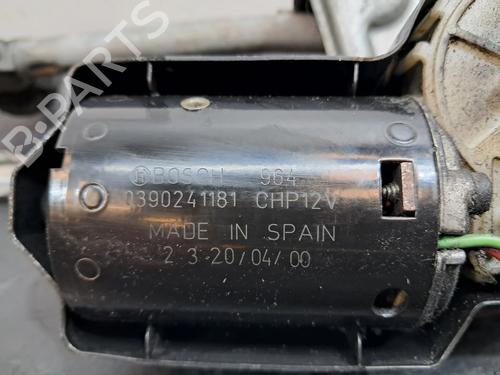 BOSCH 964
0390241181 CHP12V
MADE IN SPAIN
2 3 20/04/00
B-PARTS